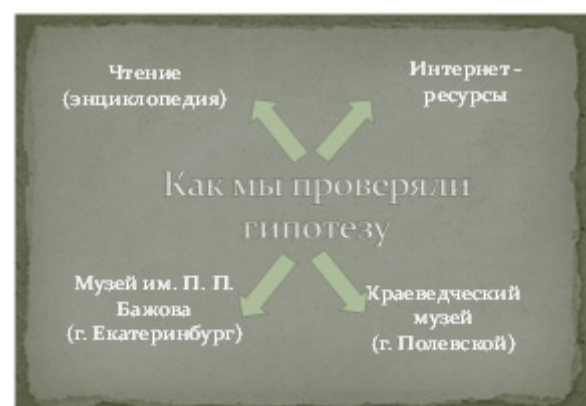 Чтение
(энциклопедия)
Интернет-
ресурсы
Как мы проверяли
гипотезу
Музей им. П. П.
Бажова
(г. Екатеринбург)
Краеведческий
музей
(г. Полевской)